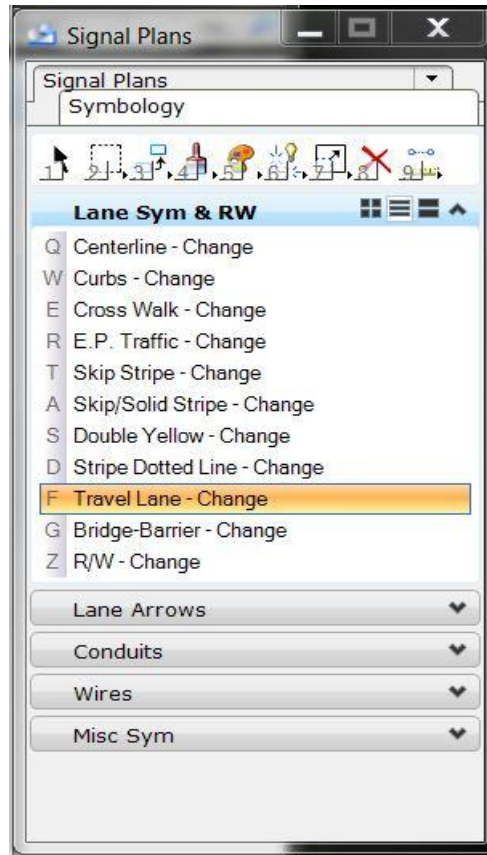 Signal Plans
Signal Plans
Symbology
1 2 3 4 5 6 7 8 9
Lane Sym & RW
Q Centerline - Change
W Curbs - Change
E Cross Walk - Change
R E.P. Traffic - Change
T Skip Stripe - Change
A Skip/Solid Stripe - Change
S Double Yellow - Change
D Stripe Dotted Line - Change
F Travel Lane - Change
G Bridge-Barrier - Change
Z R/W - Change
Lane Arrows
Conduits
Wires
Misc Sym